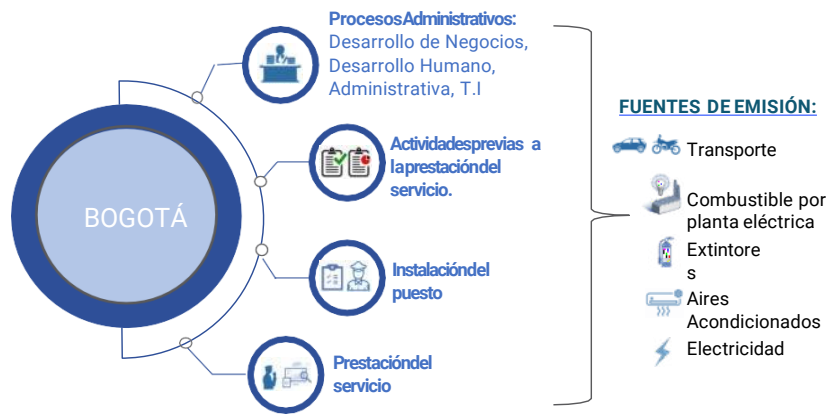 BOGOTÁ
ProcesosAdministrativos:
Desarrollo de Negocios,
Desarrollo Humano,
Administrativa, T.I
Actividadesprevias a
laprestacióndel
servicio.
Instalacióndel
puesto
Prestacióndel
servicio
FUENTES DE EMISIÓN:
Transporte
Combustible por
planta eléctrica
Extintore
s
Aires
Acondicionados
Electricidad